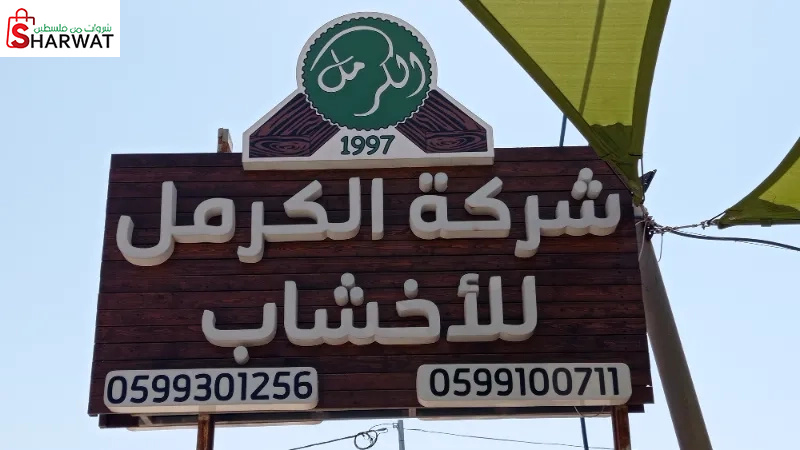 شروات من فلسطين
SHARWAT
الكرمل
1997
شركة الكرمل
للأخشاب
0599301256
0599100711